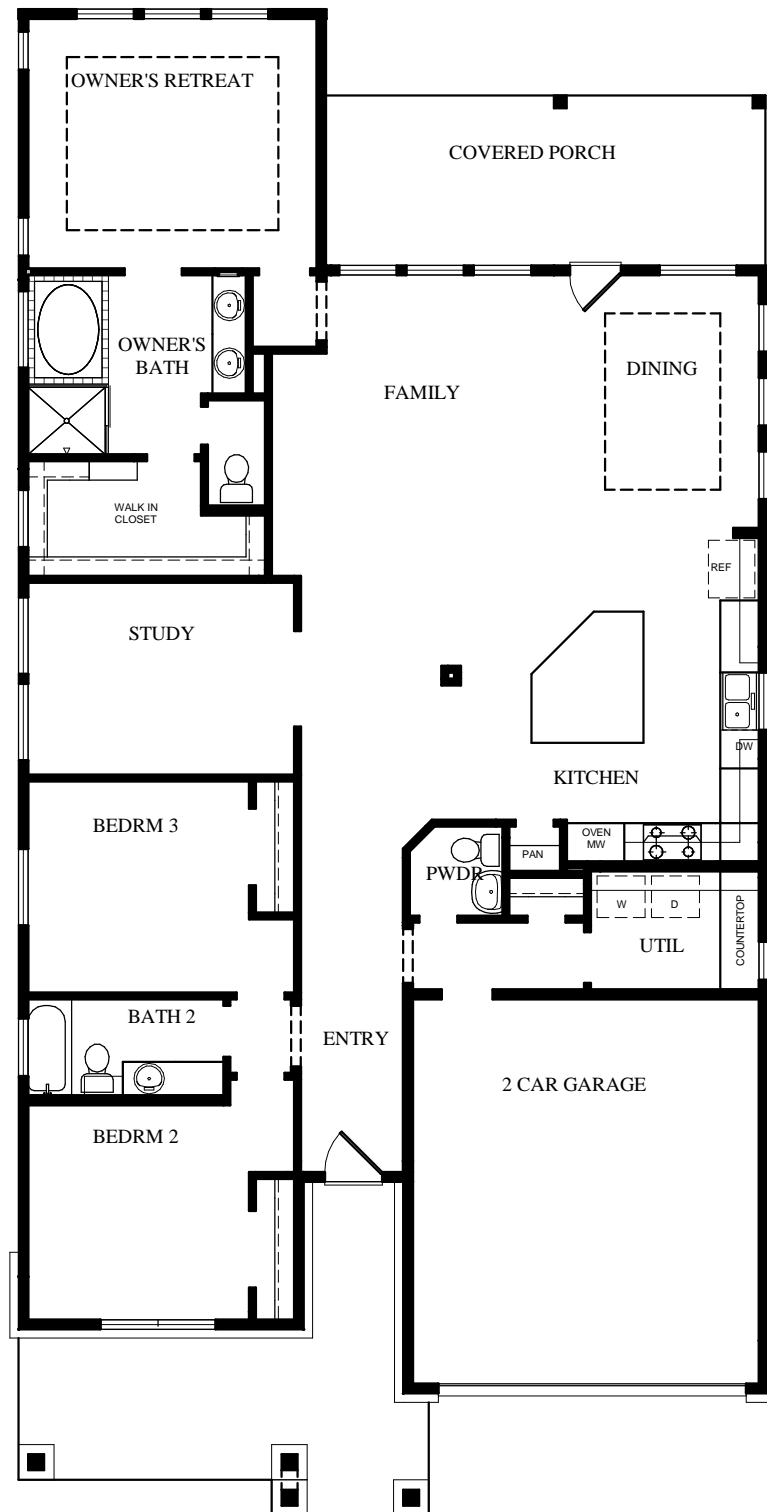 OWNER'S RETREAT
COVERED PORCH
OWNER'S
BATH
FAMILY
DINING
WALK IN
CLOSET
REF
STUDY
DW
KITCHEN
BEDRM 3
OVEN
MW
PAN
PWDR
W
D
UTIL
COUNTERTOP
BATH 2
ENTRY
2 CAR GARAGE
BEDRM 2